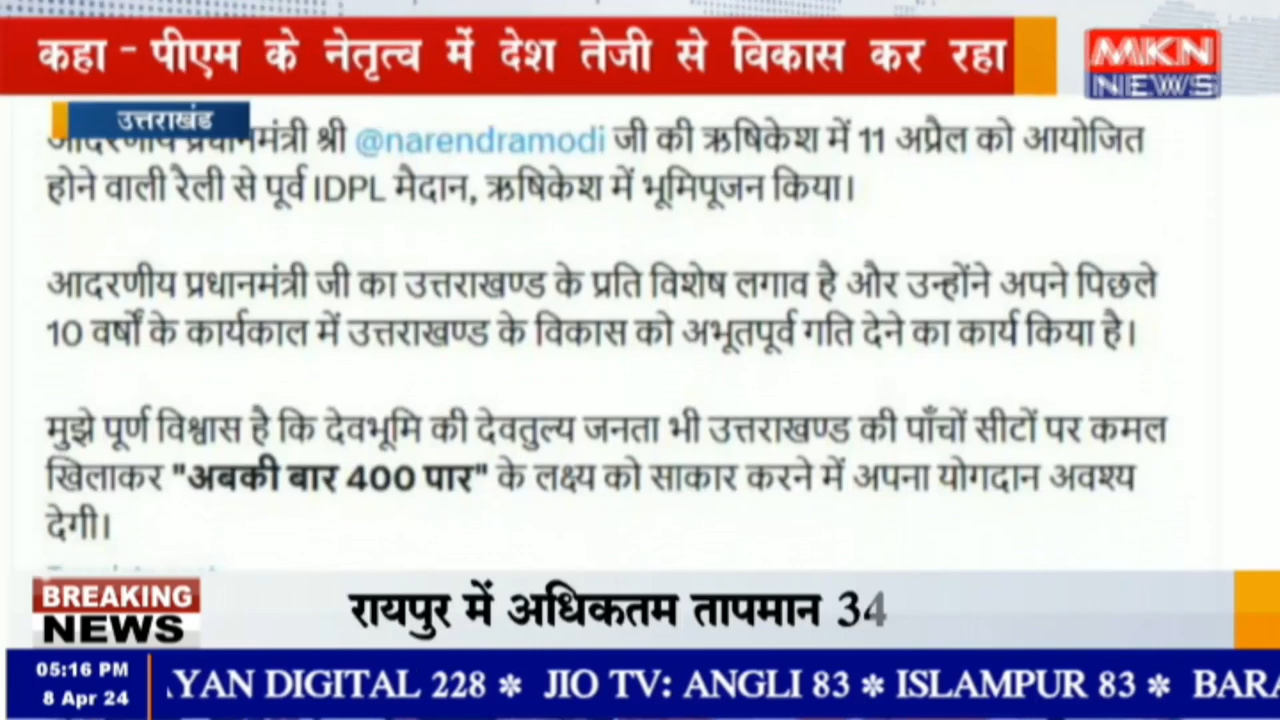 कहा - पीएम के नेतृत्व में देश तेजी से विकास कर रहा
MKN
NEWS
उत्तराखंड
आदरणीय प्रधानमंत्री श्री @narendramodi जी की ऋषिकेश में 11 अप्रैल को आयोजित
होने वाली रैली से पूर्व IDPL मैदान, ऋषिकेश में भूमिपूजन किया।
आदरणीय प्रधानमंत्री जी का उत्तराखण्ड के प्रति विशेष लगाव है और उन्होंने अपने पिछले
10 वर्षों के कार्यकाल में उत्तराखण्ड के विकास को अभूतपूर्व गति देने का कार्य किया है।
मुझे पूर्ण विश्वास है कि देवभूमि की देवतुल्य जनता भी उत्तराखण्ड की पाँचों सीटों पर कमल
खिलाकर "अबकी बार 400 पार" के लक्ष्य को साकार करने में अपना योगदान अवश्य
देगी।
BREAKING
NEWS
रायपुर में अधिकतम तापमान 34
05:16 PM
8 Apr 24
YAN DIGITAL 228 * JIO TV: ANGLI 83 * ISLAMPUR 83 * BARA